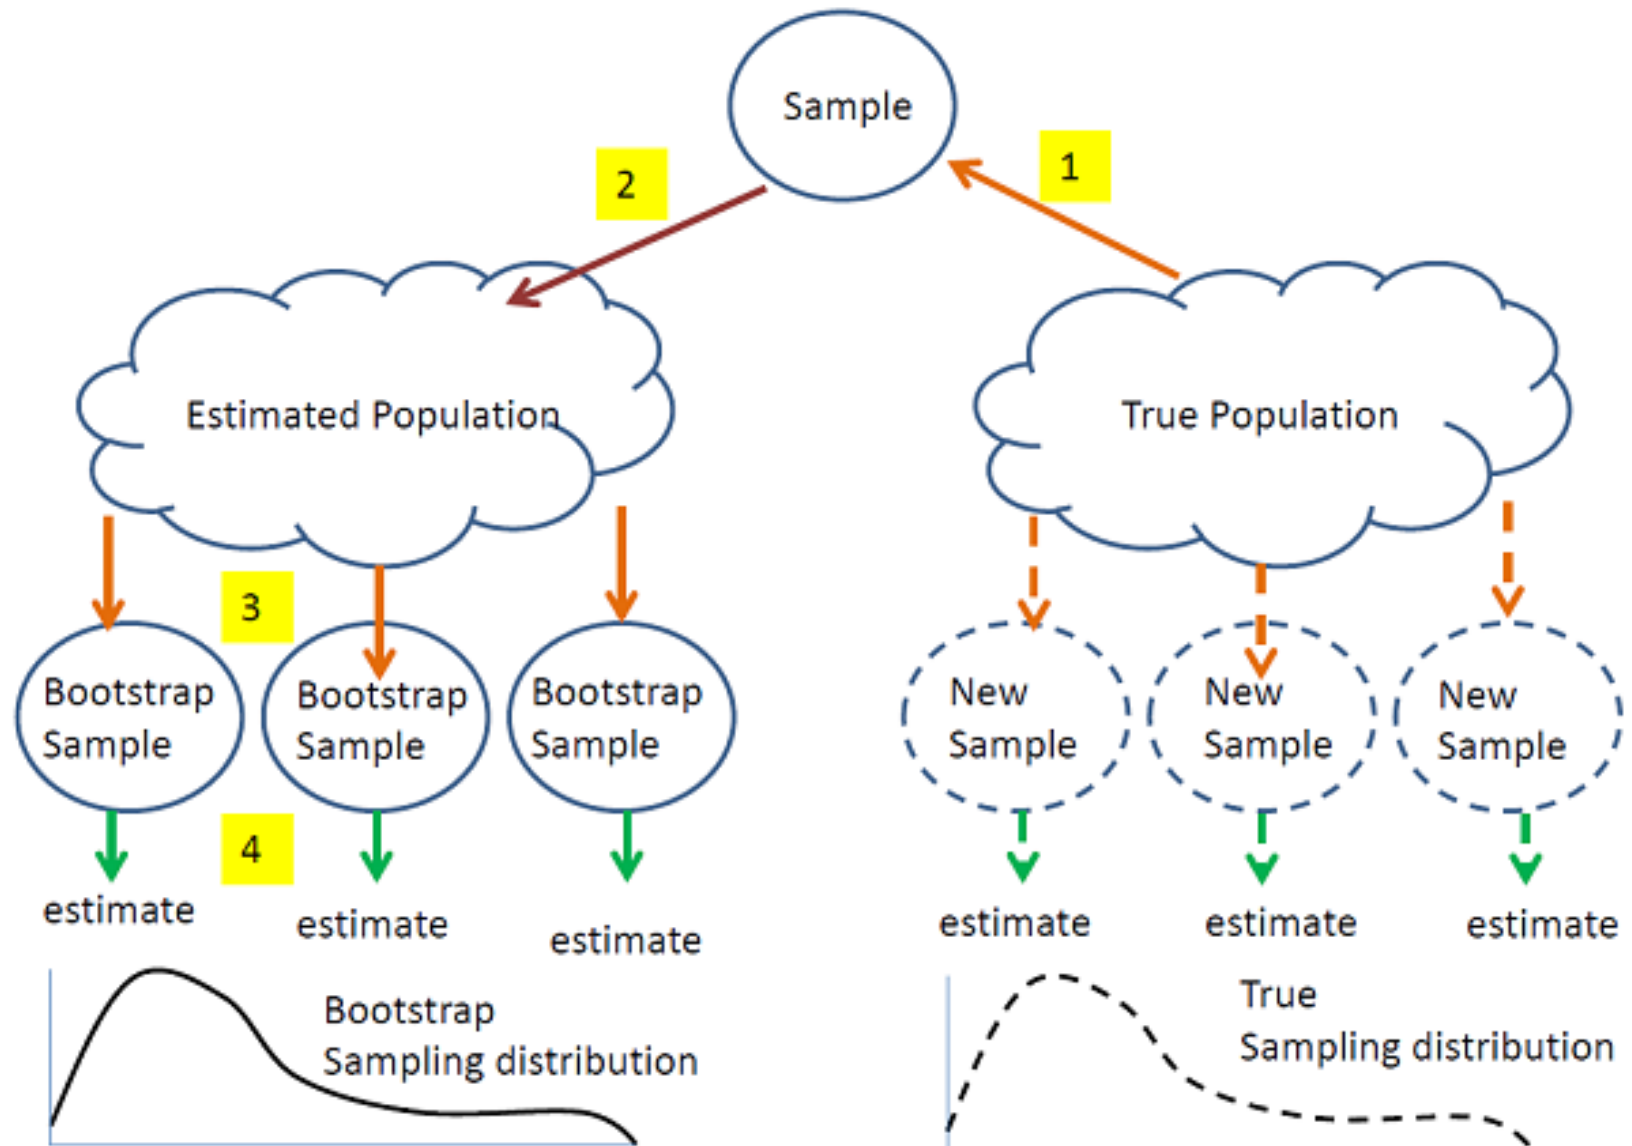 Sample
2
1
Estimated Population
True Population
3
Bootstrap
Sample
Bootstrap
Sample
Bootstrap
Sample
New
Sample
New
Sample
New
Sample
4
estimate
estimate
estimate
estimate
estimate
estimate
Bootstrap
Sampling distribution
True
Sampling distribution